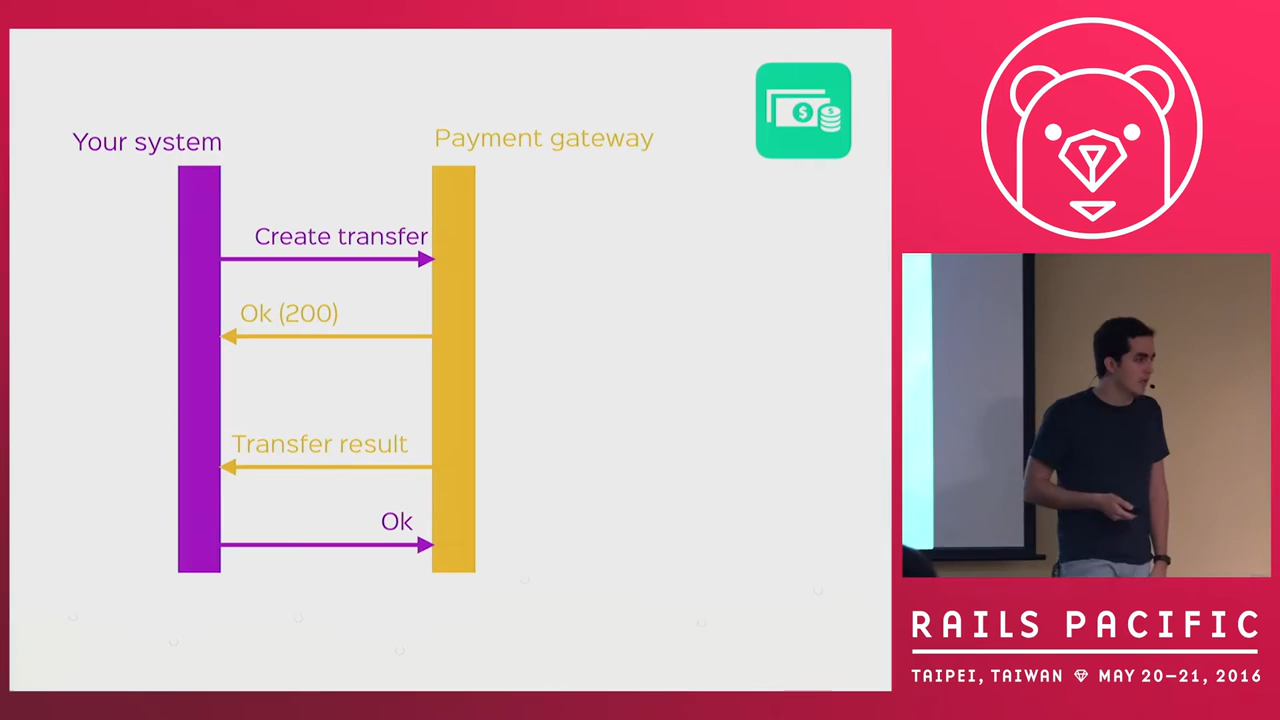 Your system
Payment gateway
Create transfer
Ok (200)
Transfer result
Ok
$
$
RAILS PACIFIC
TAIPEI, TAIWAN MAY 20–21, 2016